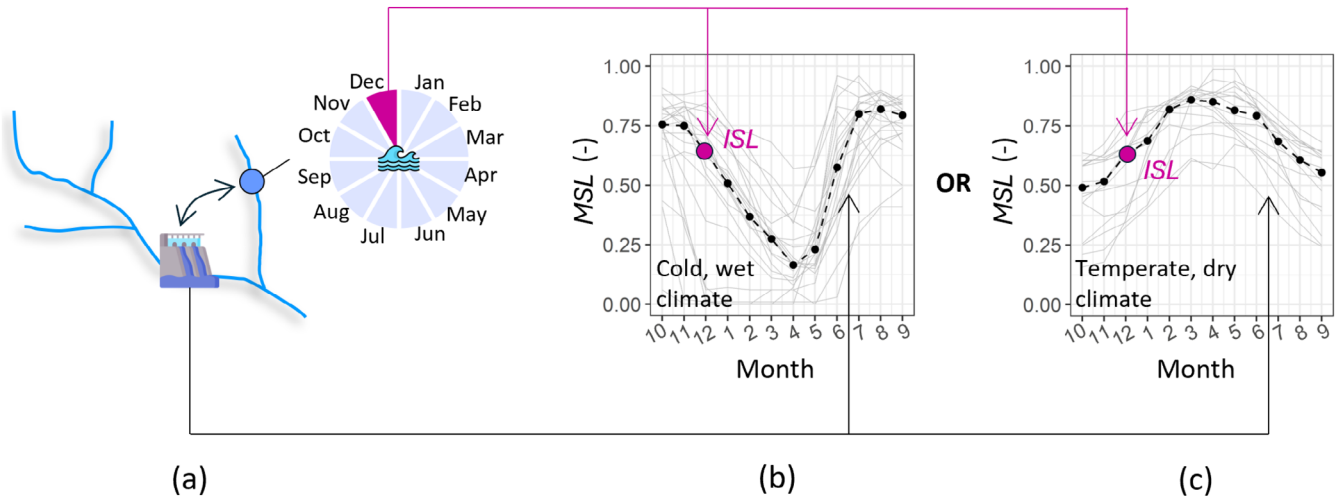 Dec
Jan
Nov
Feb
Oct
Mar
Sep
Apr
Aug
May
Jul
Jun
(a)
MSL (-)
1.00
0.75
0.50
0.25
0.00
ISL
Cold, wet
climate
10 11 12 1 2 3 4 5 6 7 8 9
Month
(b)
OR
MSL (-)
1.00
0.75
0.50
0.25
0.00
ISL
Temperate, dry
climate
10 11 12 1 2 3 4 5 6 7 8 9
Month
(c)